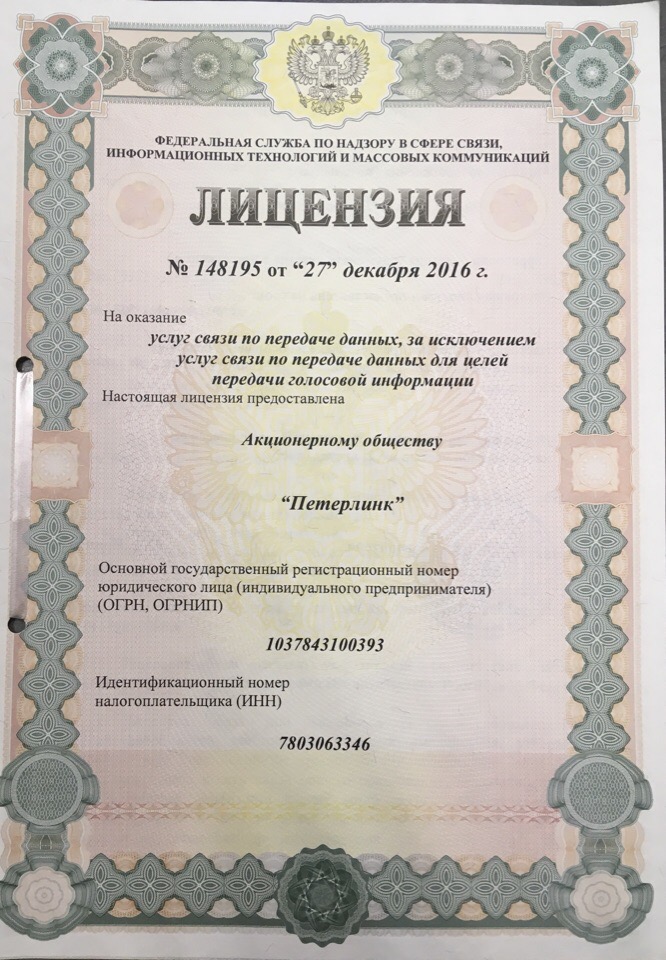 ФЕДЕРАЛЬНАЯ СЛУЖБА ПО НАДЗОРУ В СФЕРЕ СВЯЗИ,
ИНФОРМАЦИОННЫХ ТЕХНОЛОГИЙ И МАССОВЫХ КОММУНИКАЦИЙ
ЛИЦЕНЗИЯ
№ 148195 от “27” декабря 2016 г.
На оказание
услуг связи по передаче данных, за исключением
услуг связи по передаче данных для целей
передачи голосовой информации
Настоящая лицензия предоставлена
Акционерному обществу
“Петерлинк”
Основной государственный регистрационный номер
юридического лица (индивидуального предпринимателя)
(ОГРН, ОГРНИП)
1037843100393
Идентификационный номер
налогоплательщика (ИНН)
7803063346